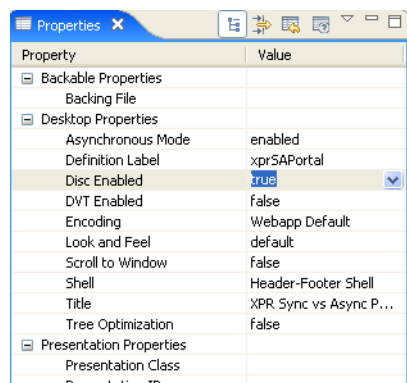 Properties
Property Value
Backable Properties
Backing File
Desktop Properties
Asynchronous Mode enabled
Definition Label xprSAPortal
Disc Enabled true
DVT Enabled false
Encoding Webapp Default
Look and Feel default
Scroll to Window false
Shell Header-Footer Shell
Title XPR Sync vs Async P...
Tree Optimization false
Presentation Properties
Presentation Class